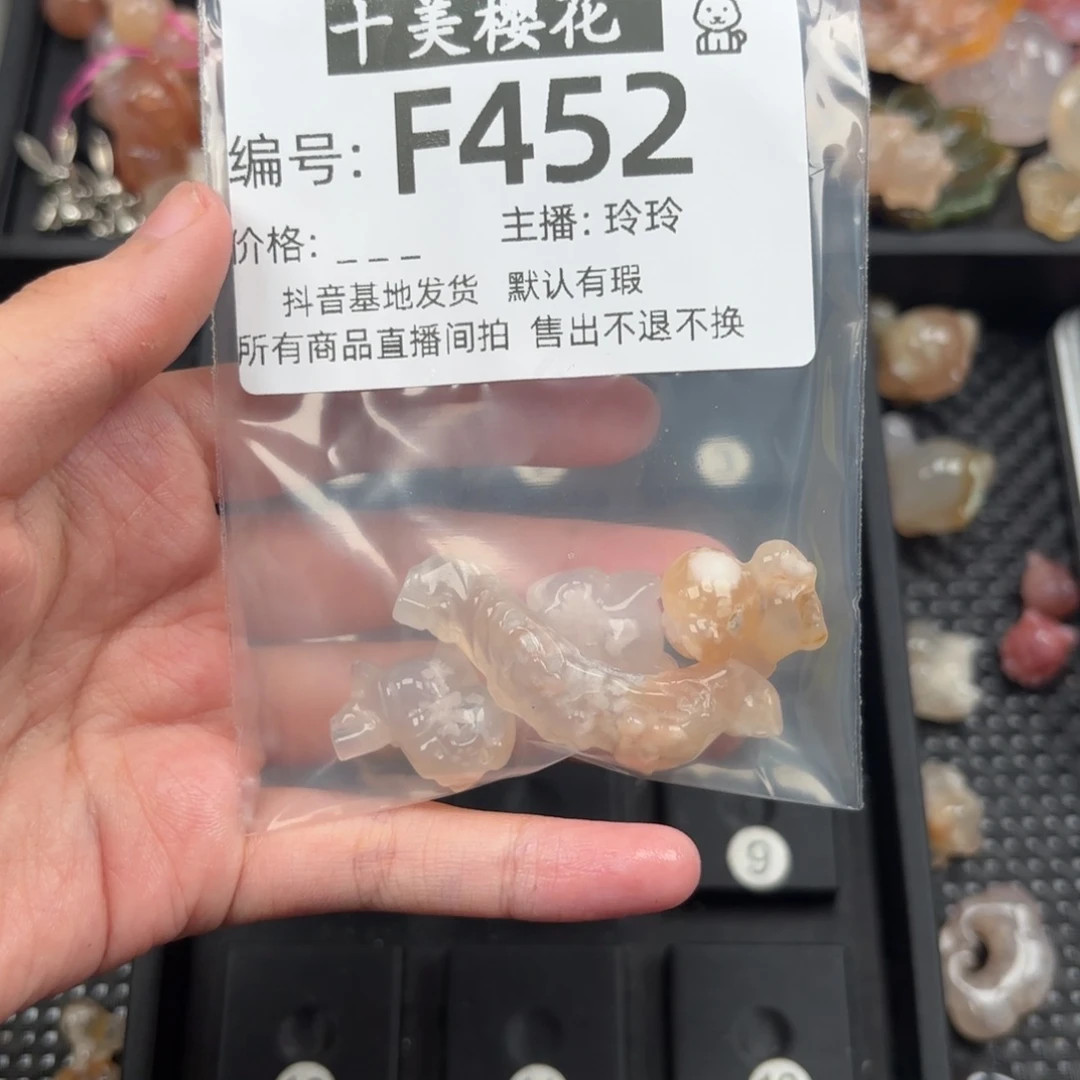 十美樱花
编号: F452
价格: _ _ _ 主播: 玲玲
抖音基地发货 默认有瑕
所有商品直播间拍 售出不退不换
9